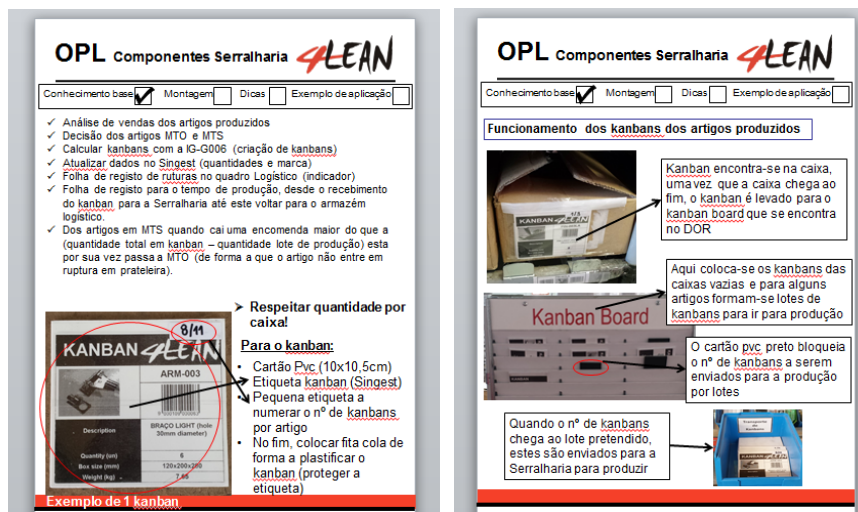 OPL Componentes Serralharia 4LEAN
Conhecimento base Montagem Dicas Exemplo de aplicação
Análise de vendas dos artigos produzidos
Decisão dos artigos MTO e MTS
Calcular kanbans com a IG-G006 (criação de kanbans)
Atualizar dados no Singest (quantidades e marca)
Folha de registo de ruturas no quadro Logístico (indicador)
Folha de registo para o tempo de produção, desde o recebimento
do kanban para a Serralharia até este voltar para o armazém
logístico.
Dos artigos em MTS quando cai uma encomenda maior do que a
(quantidade total em kanban – quantidade lote de produção) esta
por sua vez passa a MTO (de forma a que o artigo não entre em
ruptura em prateleira).
Respeitar quantidade por
caixa!
Para o kanban:
Cartão Pvc (10x10,5cm)
Etiqueta kanban (Singest)
Pequena etiqueta a
numerar o nº de kanbans
por artigo
No fim, colocar fita cola de
forma a plastificar o
kanban (proteger a
etiqueta)
8/11
KANBAN 4LEAN
ARM-003
Description
BRAÇO LIGHT (hole
30mm diameter)
Quantity (un) 6
Box size (mm) 120x200x200
Weight (kg)
Exemplo de 1 kanban
OPL Componentes Serralharia 4LEAN
Conhecimento base Montagem Dicas Exemplo de aplicação
Funcionamento dos kanbans dos artigos produzidos
KANBAN 4LEAN
Kanban encontra-se na caixa,
uma vez que a caixa chega ao
fim, o kanban é levado para o
kanban board que se encontra
no DOR
Aqui coloca-se os kanbans das
caixas vazias e para alguns
artigos formam-se lotes de
kanbans para ir para produção
Kanban Board
O cartão pvc preto bloqueia
o nº de kanbans a serem
enviados para a produção
por lotes
Quando o nº de kanbans
chega ao lote pretendido,
estes são enviados para a
Serralharia para produzir
Transporte
de
Kanbans